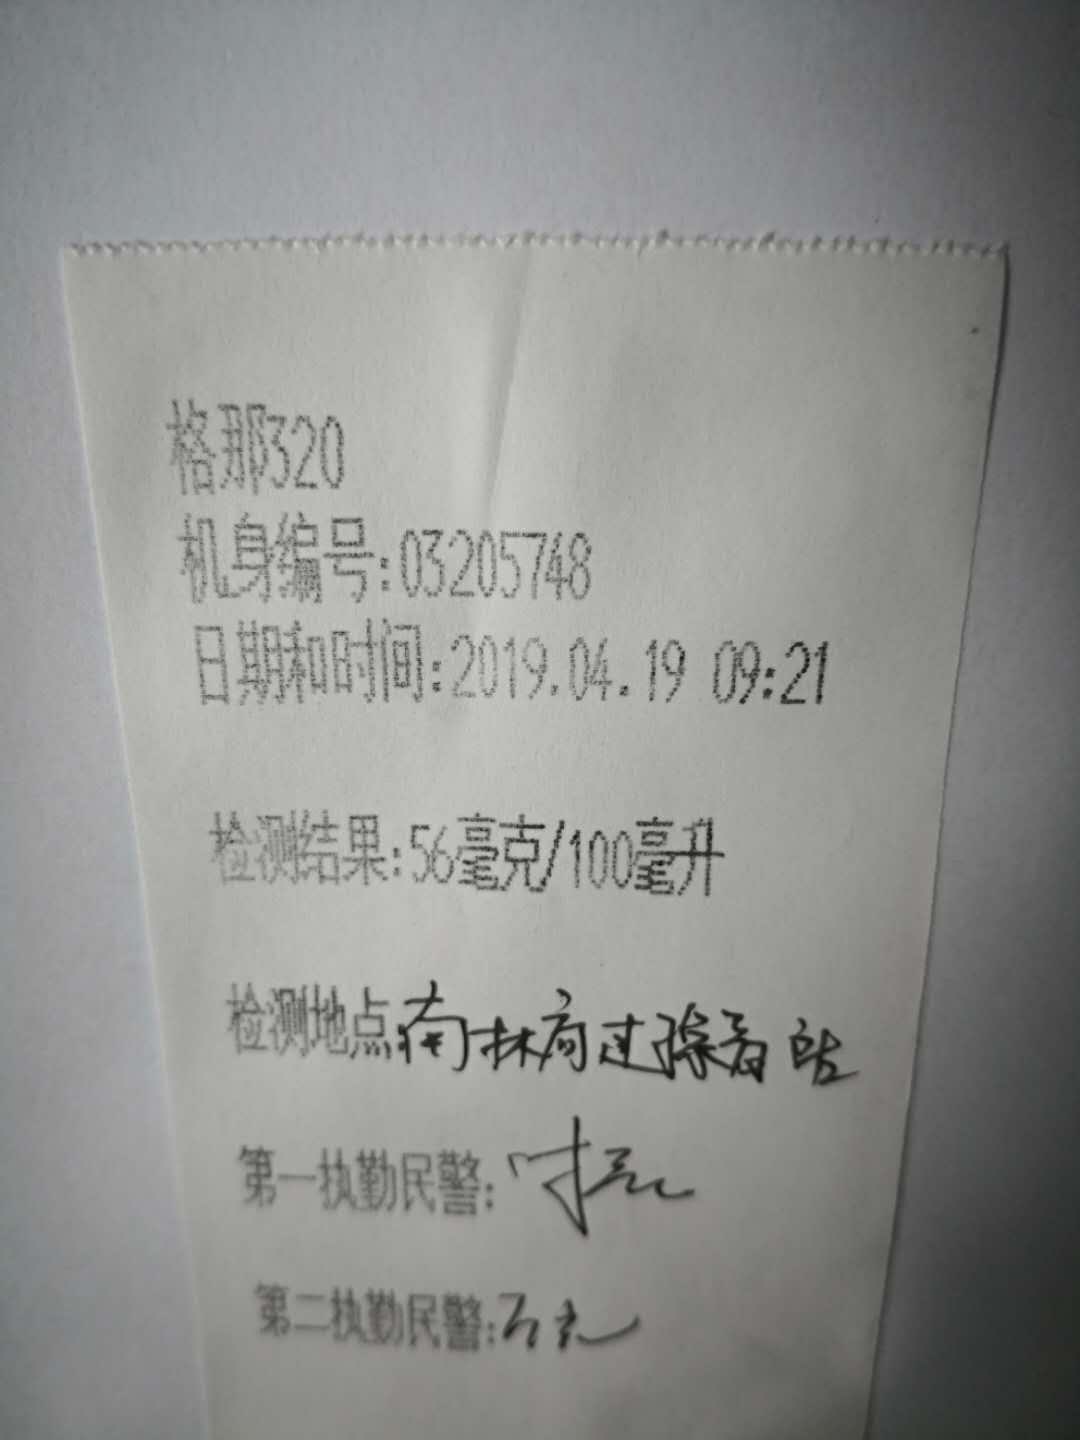 格那320
机身编号:03205748
日期和时间:2019.04.19 09:21
检测结果:56毫克/100毫升
检测地点:南林
第一执勤民警:
第二执勤民警: